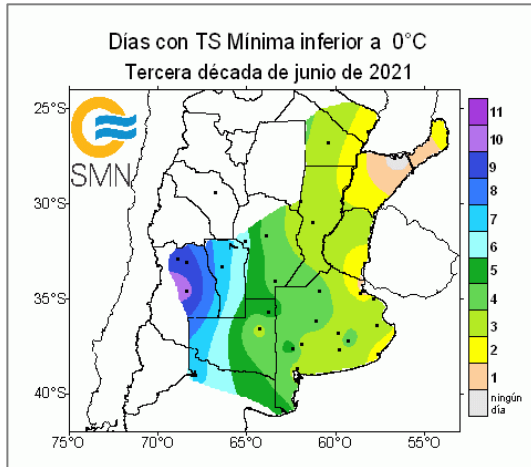 Días con TS Mínima inferior a 0°C
Tercera década de junio de 2021
25°S
30°S
35°S
40°S
75°O
70°O
65°O
60°O
55°O
SMN
11
10
9
8
7
6
5
4
3
2
1
ningún
día